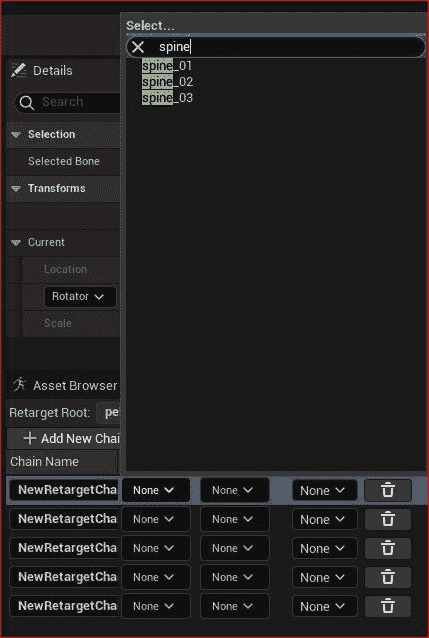 Select...
spine
spine_01
spine_02
spine_03
Details
Search
Selection
Selected Bone
Transforms
Current
Location
Rotator
Scale
Asset Browser
Retarget Root: pe
Add New Chai
Chain Name
NewRetargetCha None None None
NewRetargetCha None None None
NewRetargetCha None None None
NewRetargetCha None None None
NewRetargetCha None None None